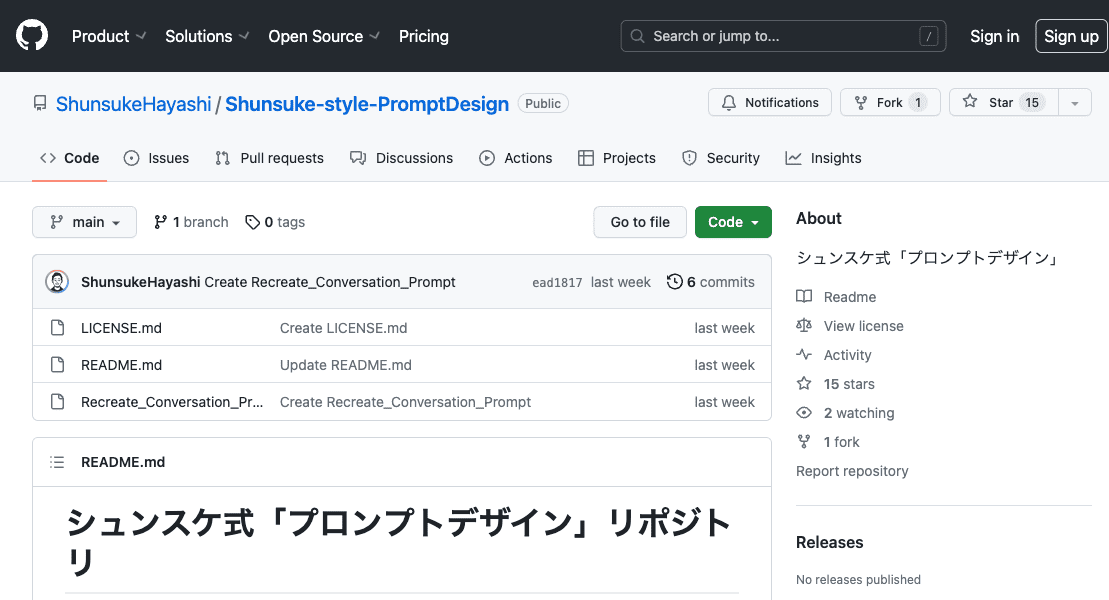 Product Solutions Open Source Pricing Search or jump to... / Sign in Sign up
ShunsukeHayashi / Shunsuke-style-PromptDesign Public Notifications Fork 1 Star 15
Code Issues Pull requests Discussions Actions Projects Security Insights
main 1 branch 0 tags Go to file Code
ShunsukeHayashi Create Recreate_Conversation_Prompt ead1817 last week 6 commits
LICENSE.md Create LICENSE.md last week
README.md Update README.md last week
Recreate_Conversation_Pr... Create Recreate_Conversation_Prompt last week
README.md
シュンスケ式「プロンプトデザイン」リポジト
リ
About
シュンスケ式「プロンプトデザイン」
Readme
View license
Activity
15 stars
2 watching
1 fork
Report repository
Releases
No releases published